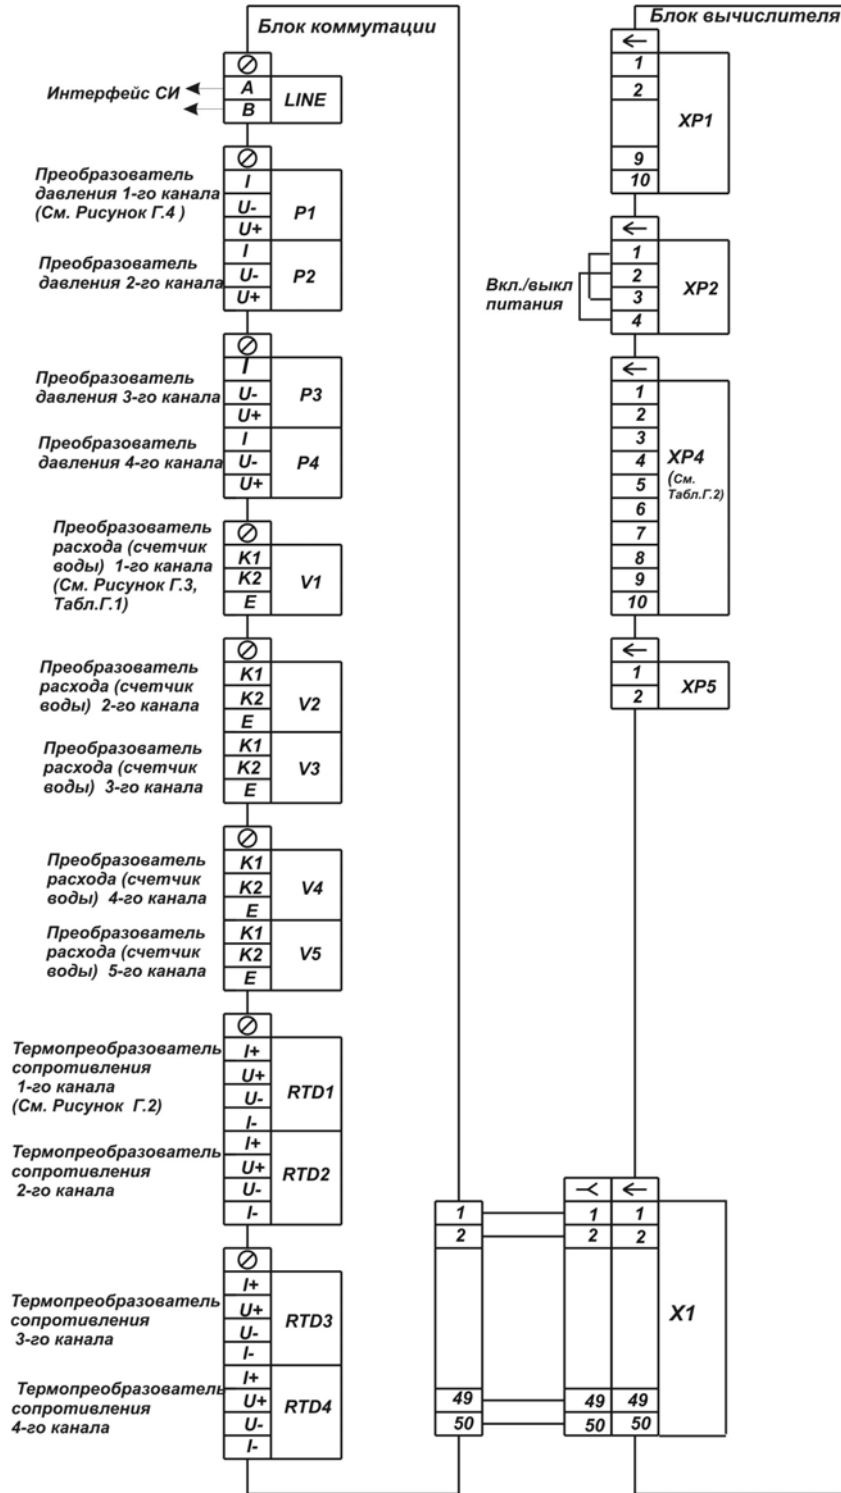 Блок коммутации
Интерфейс СИ
A
B
LINE
Преобразователь
давления 1-го канала
(См. Рисунок Г.4 )
I
U-
U+
P1
Преобразователь
давления 2-го канала
I
U-
U+
P2
Преобразователь
давления 3-го канала
I
U-
U+
P3
Преобразователь
давления 4-го канала
I
U-
U+
P4
Преобразователь
расхода (счетчик
воды) 1-го канала
(См. Рисунок Г.3,
Табл.Г.1)
K1
K2
E
V1
Преобразователь
расхода (счетчик
воды) 2-го канала
K1
K2
E
V2
Преобразователь
расхода (счетчик
воды) 3-го канала
K1
K2
E
V3
Преобразователь
расхода (счетчик
воды) 4-го канала
K1
K2
E
V4
Преобразователь
расхода (счетчик
воды) 5-го канала
K1
K2
E
V5
Термопреобразователь
сопротивления
1-го канала
(См. Рисунок Г.2)
I+
U+
U-
I-
RTD1
Термопреобразователь
сопротивления
2-го канала
I+
U+
U-
I-
RTD2
Термопреобразователь
сопротивления
3-го канала
I+
U+
U-
I-
RTD3
Термопреобразователь
сопротивления
4-го канала
I+
U+
U-
I-
RTD4
1
2
49
50
Блок вычислителя
1
2
9
10
XP1
Вкл./выкл
питания
1
2
3
4
XP2
1
2
3
4
5
6
7
8
9
10
XP4
(См.
Табл.Г.2)
1
2
XP5
1 1
2 2
49 49
50 50
X1